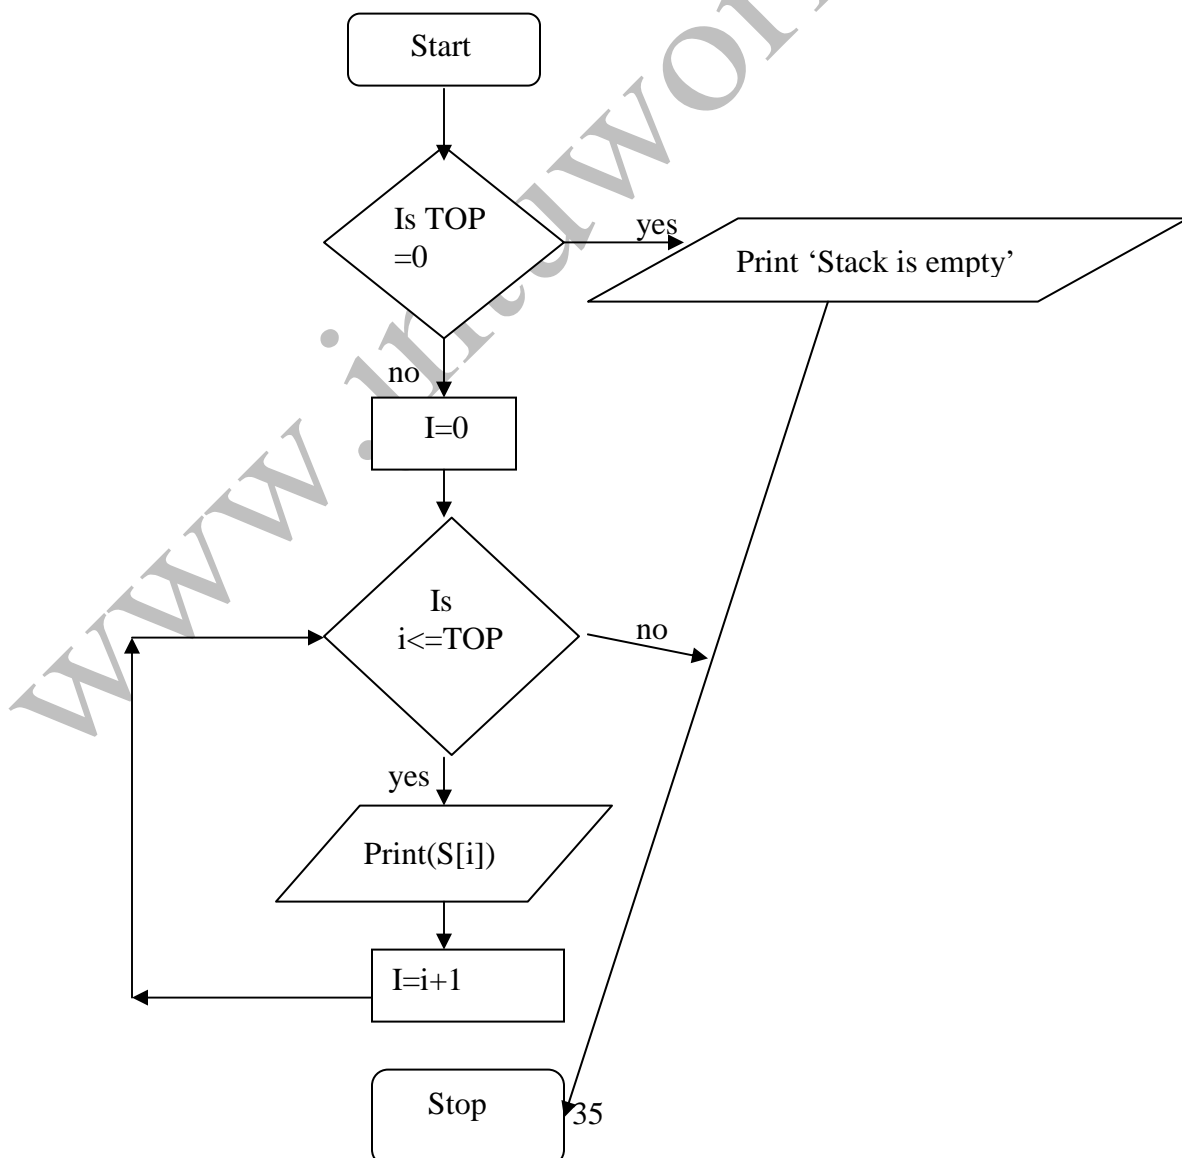 Start
Is TOP
=0
yes
Print ‘Stack is empty’
no
I=0
Is
i<=TOP
no
yes
Print(S[i])
I=i+1
Stop
35